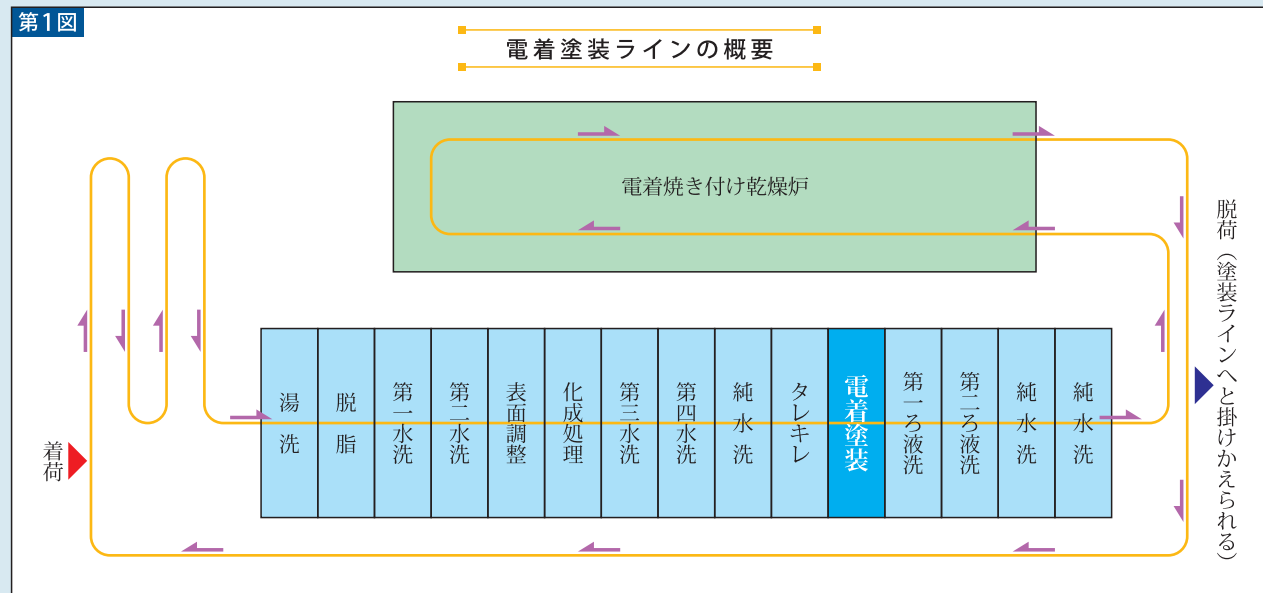 第1図
電着塗装ラインの概要
電着焼き付け乾燥炉
着荷
湯洗
脱脂
第一水洗
第二水洗
表面調整
化成処理
第三水洗
第四水洗
純水洗
タレキレ
電着塗装
第一ろ液洗
第二ろ液洗
純水洗
純水洗
脱荷（塗装ラインへと掛けかえられる）